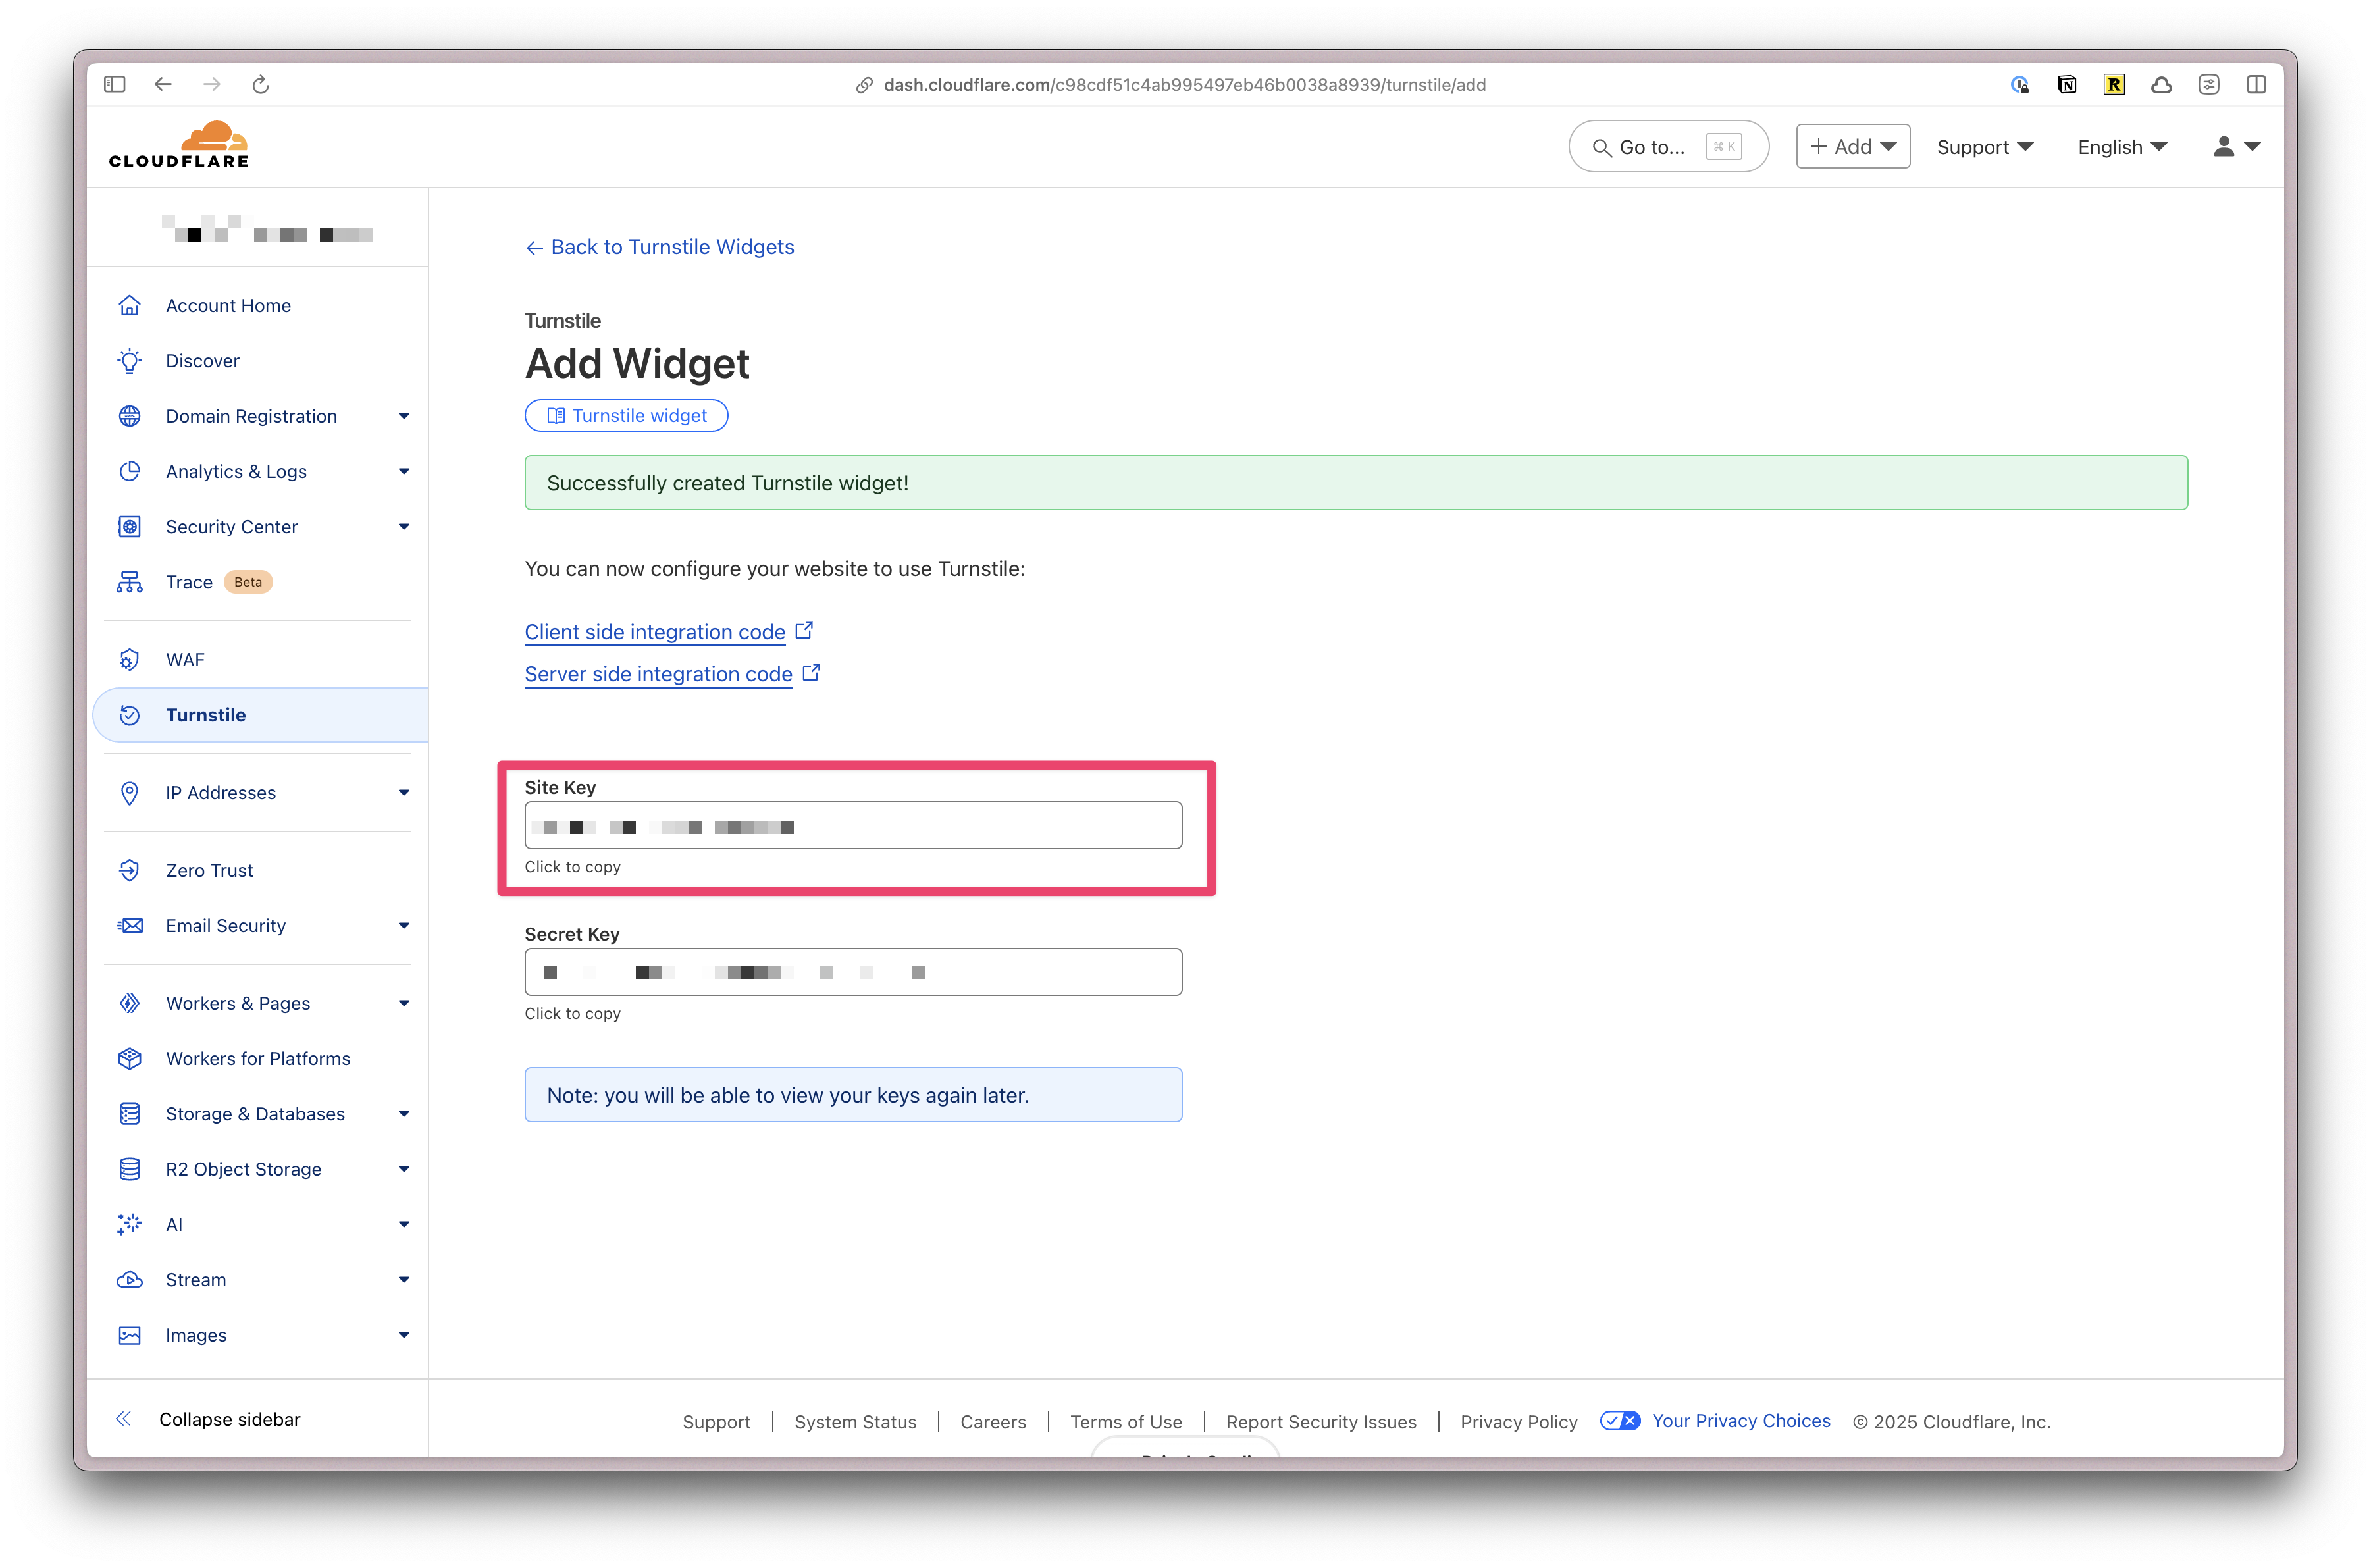 dash.cloudflare.com/c98cdf51c4ab995497eb46b0038a8939/turnstile/add
CLOUDFLARE
Go to... ⌘ K
+ Add
Support
English
Account Home
Discover
Domain Registration
Analytics & Logs
Security Center
Trace Beta
WAF
Turnstile
IP Addresses
Zero Trust
Email Security
Workers & Pages
Workers for Platforms
Storage & Databases
R2 Object Storage
AI
Stream
Images
Collapse sidebar
← Back to Turnstile Widgets
Turnstile
Add Widget
Turnstile widget
Successfully created Turnstile widget!
You can now configure your website to use Turnstile:
Client side integration code
Server side integration code
Site Key
Click to copy
Secret Key
Click to copy
Note: you will be able to view your keys again later.
Support | System Status | Careers | Terms of Use | Report Security Issues | Privacy Policy Your Privacy Choices © 2025 Cloudflare, Inc.